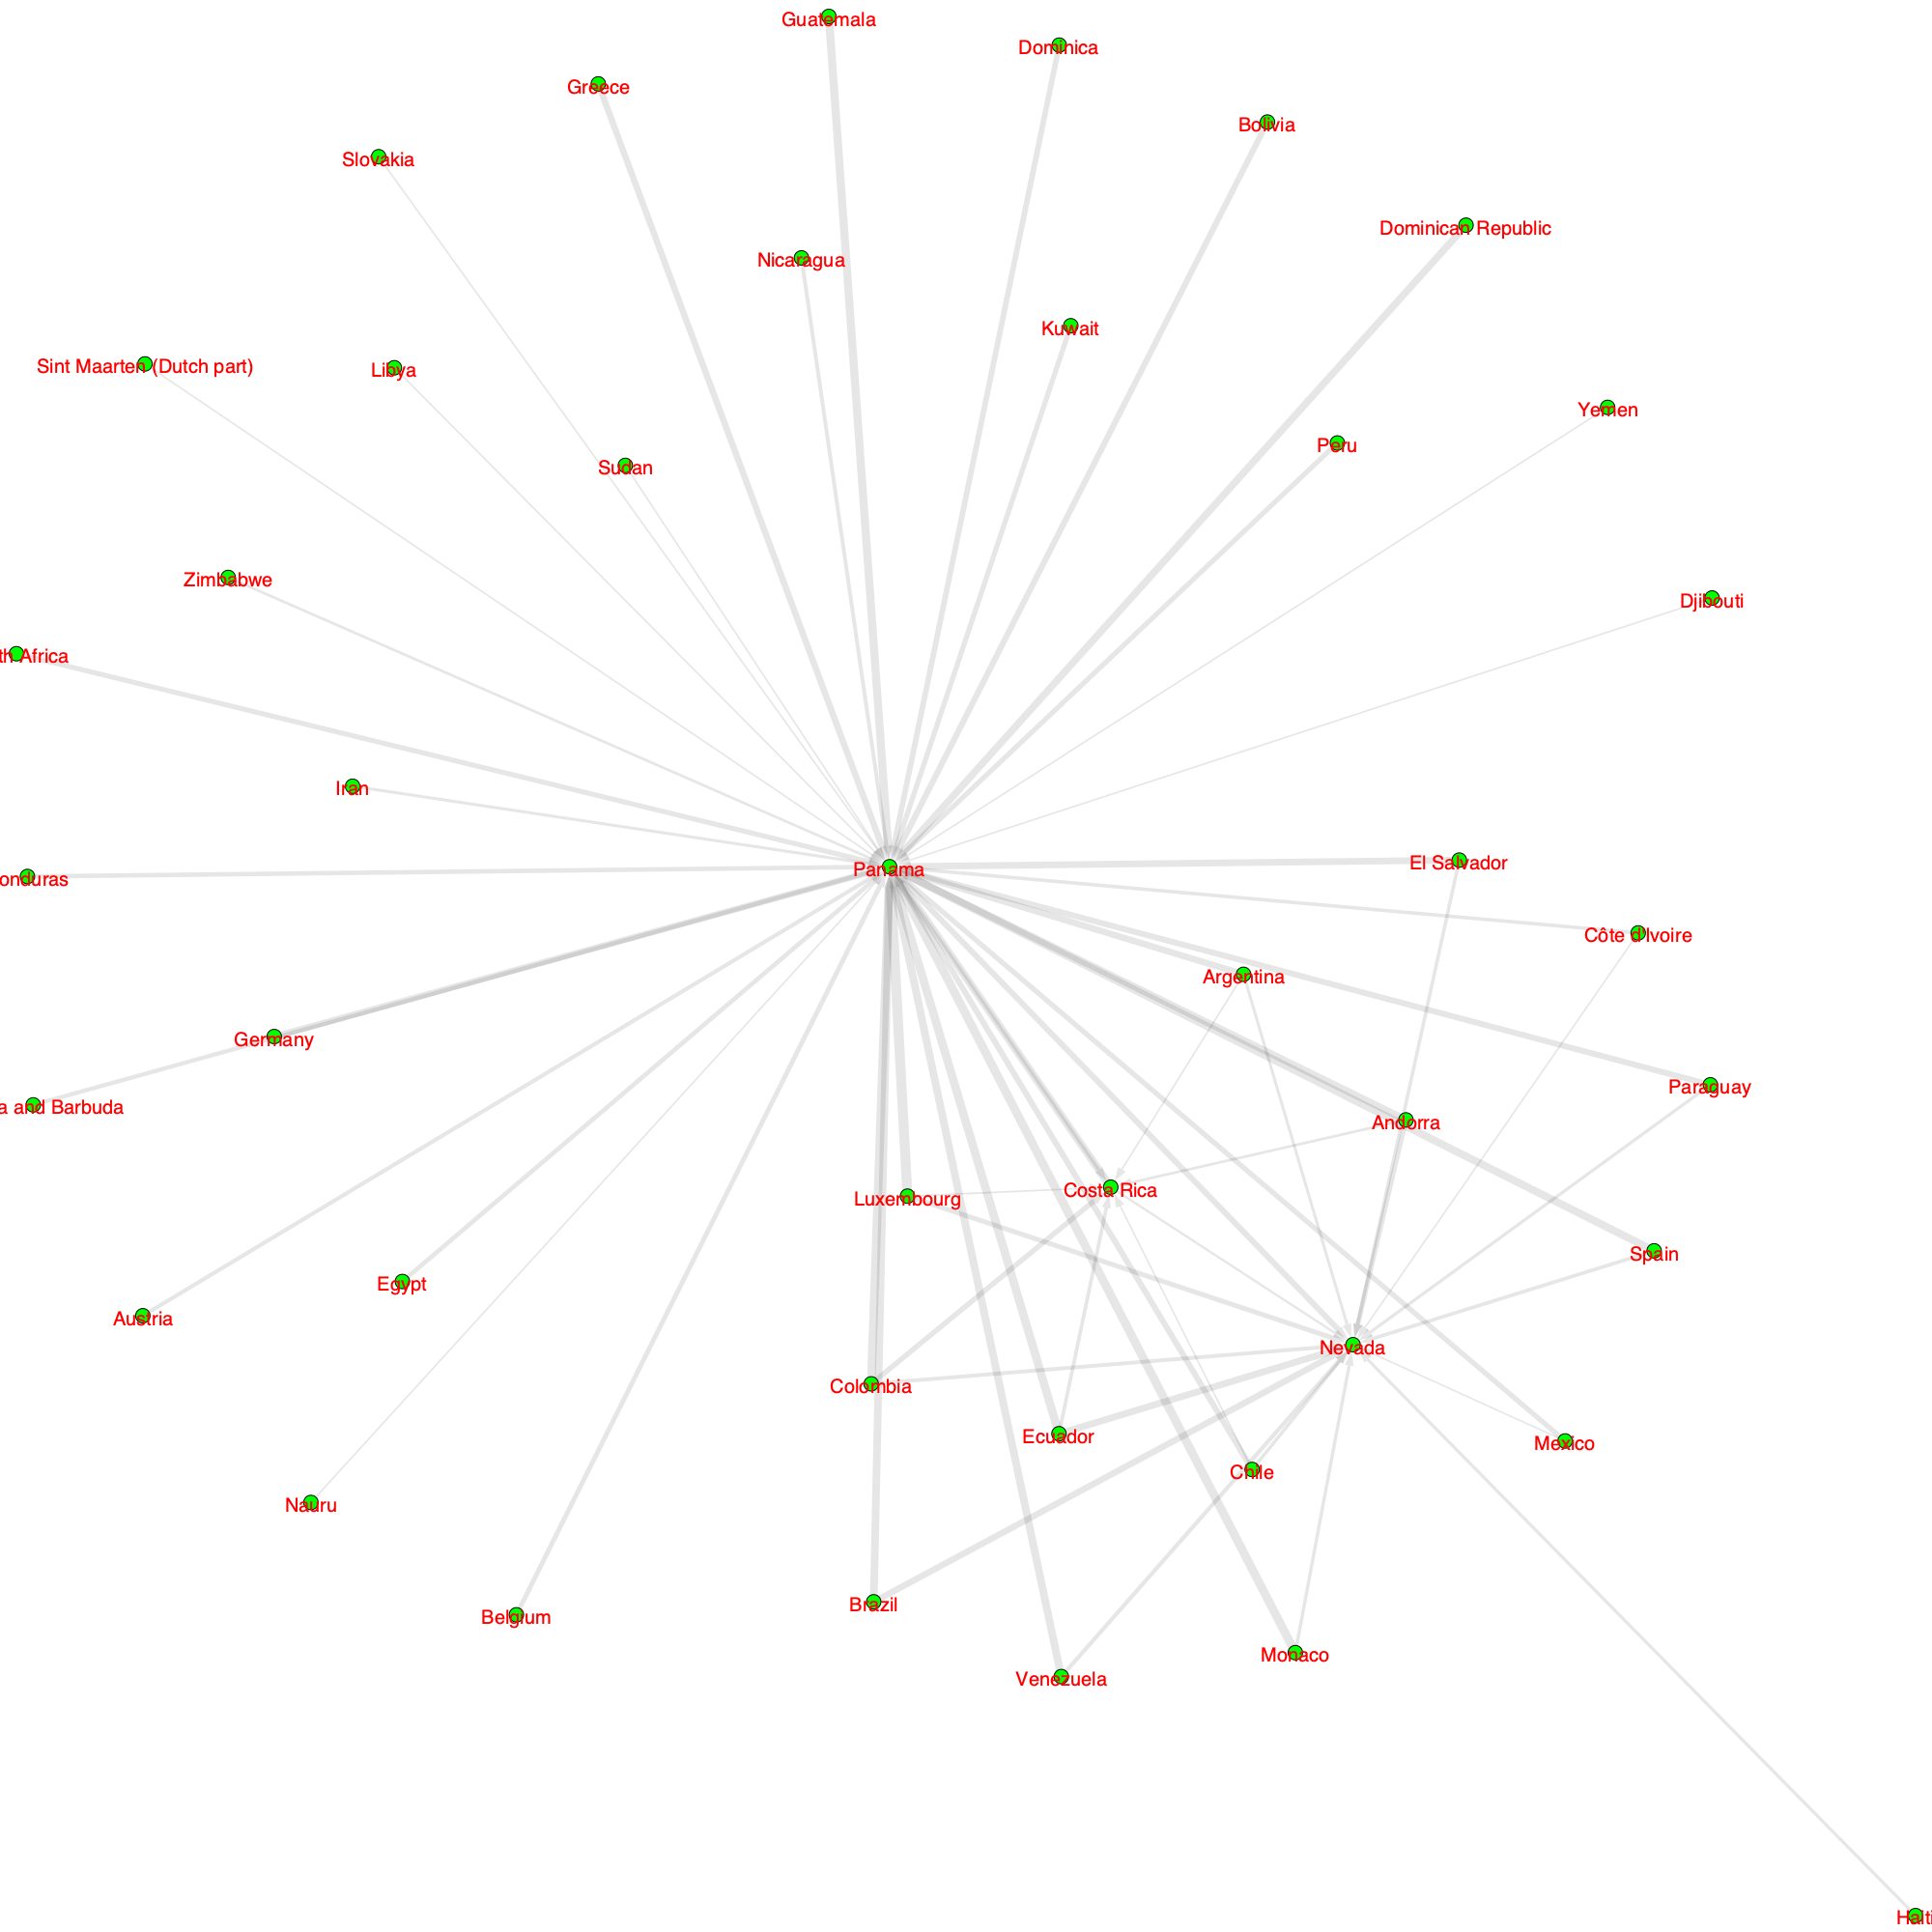 Guatemala
Dominica
Greece
Bolivia
Slovakia
Dominican Republic
Nicaragua
Kuwait
Sint Maarten (Dutch part)
Libya
Yemen
Peru
Sudan
Zimbabwe
Djibouti
th Africa
Iran
El Salvador
Panama
onduras
Côte d'Ivoire
Argentina
Germany
Paraguay
a and Barbuda
Andorra
Costa Rica
Luxembourg
Spain
Egypt
Austria
Nevada
Colombia
Ecuador
Mexico
Chile
Nauru
Brazil
Belgium
Monaco
Venezuela
Haiti